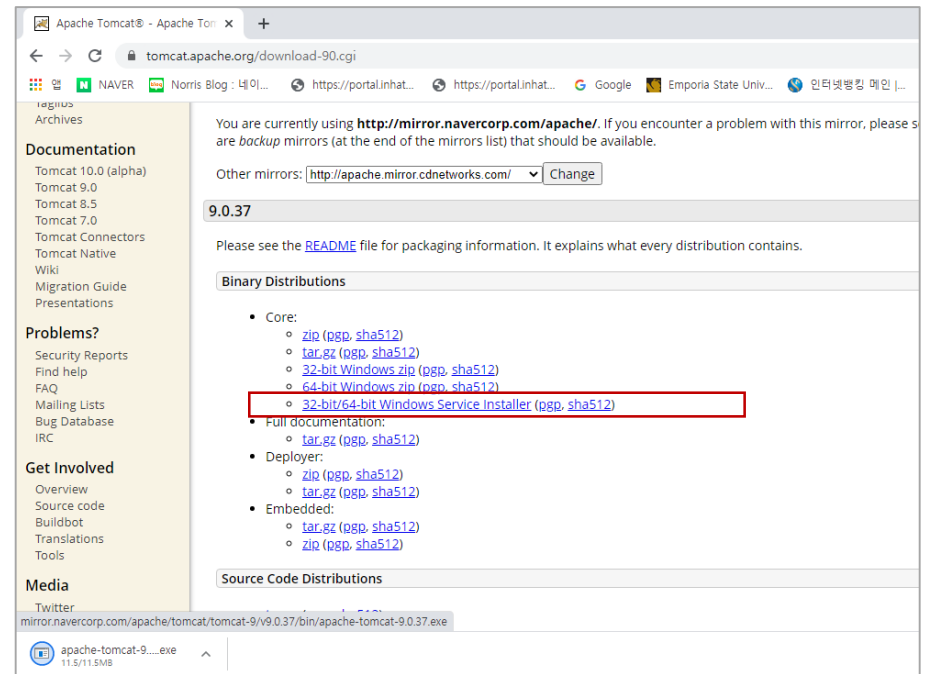 Apache Tomcat® - Apache Tom
tomcat.apache.org/download-90.cgi
앱 NAVER blog Norris Blog : 네이... https://portal.inhat... https://portal.inhat... Google Emporia State Univ... 인터넷뱅킹 메인 |...
Taglibs
Archives
Documentation
Tomcat 10.0 (alpha)
Tomcat 9.0
Tomcat 8.5
Tomcat 7.0
Tomcat Connectors
Tomcat Native
Wiki
Migration Guide
Presentations
Problems?
Security Reports
Find help
FAQ
Mailing Lists
Bug Database
IRC
Get Involved
Overview
Source code
Buildbot
Translations
Tools
Media
Twitter
You are currently using http://mirror.navercorp.com/apache/. If you encounter a problem with this mirror, please
are backup mirrors (at the end of the mirrors list) that should be available.
Other mirrors: http://apache.mirror.cdnetworks.com/ Change
9.0.37
Please see the README file for packaging information. It explains what every distribution contains.
Binary Distributions
• Core:
zip (pgp, sha512)
tar.gz (pgp, sha512)
32-bit Windows zip (pgp, sha512)
64-bit Windows zip (pgp, sha512)
32-bit/64-bit Windows Service Installer (pgp, sha512)
• Full documentation:
tar.gz (pgp, sha512)
• Deployer:
zip (pgp, sha512)
tar.gz (pgp, sha512)
• Embedded:
tar.gz (pgp, sha512)
zip (pgp, sha512)
Source Code Distributions
mirror.navercorp.com/apache/tomcat/tomcat-9/v9.0.37/bin/apache-tomcat-9.0.37.exe
apache-tomcat-9.....exe
11.5/11.5MB